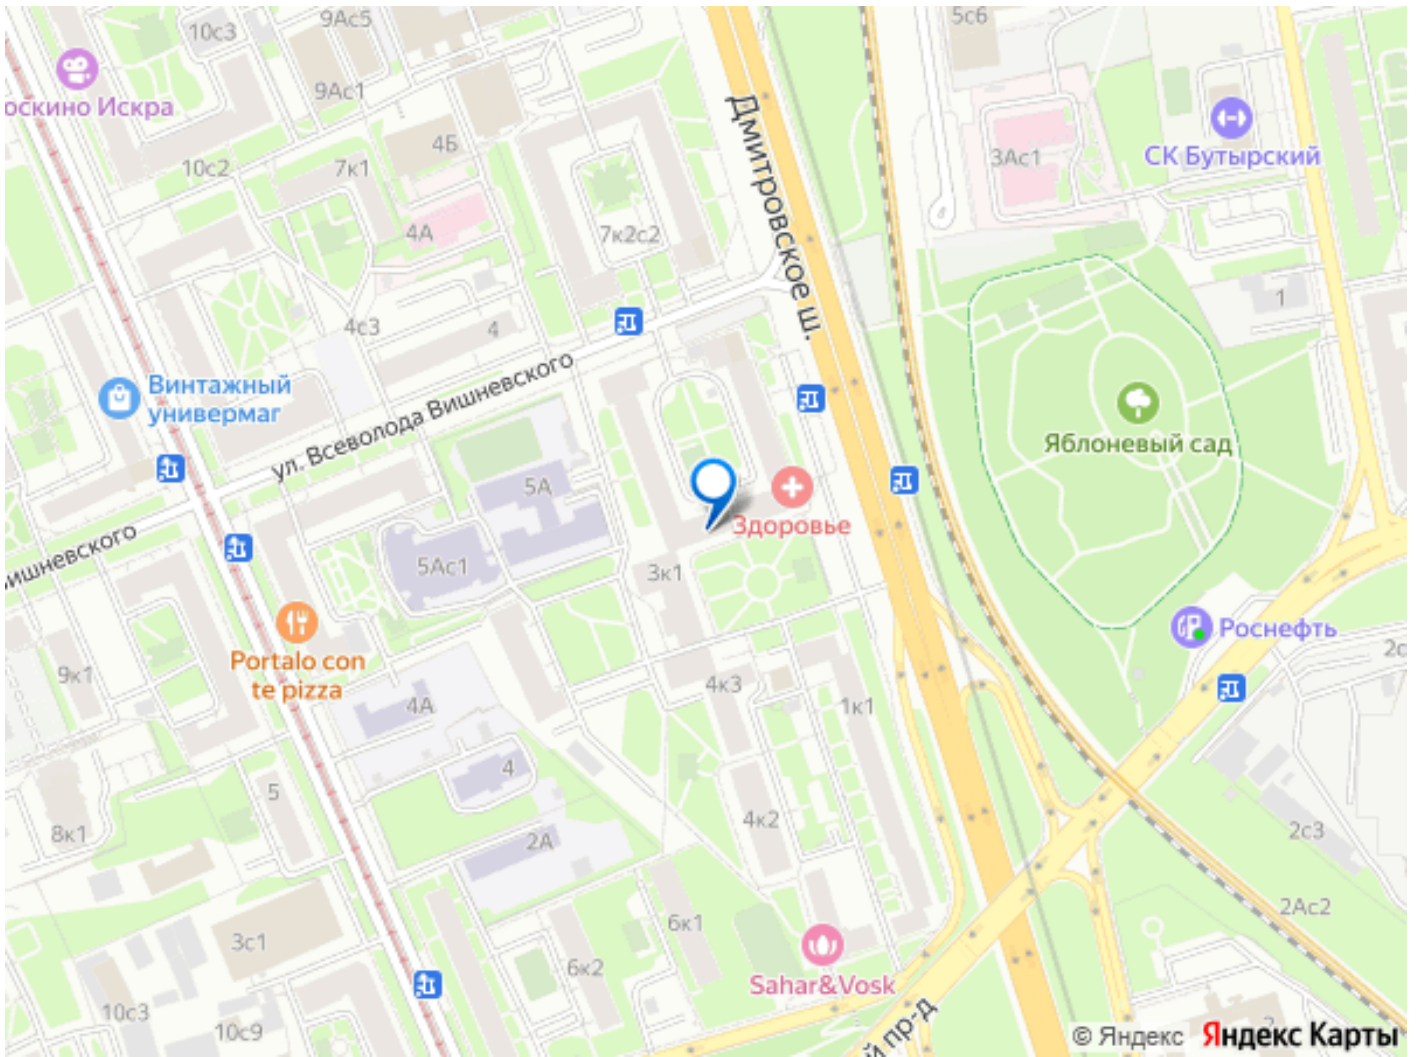 10с3
9Ас5
5с6
оскино Искра
9Ас1
4Б
Дмитровское ш.
3Ас1
СК Бутырский
10с2
7к1
4А
7к2с2
1
4с3
4
Винтажный
универмаг
ул. Всеволода Вишневского
Яблоневый сад
5А
Здоровье
ишневского
5Ас1
3к1
Роснефть
Portalo con
te pizza
9к1
4А
4к3
1к1
2с
5
4
8к1
4к2
2А
2с3
2Ас2
3с1
6к1
6к2
Sahar&Vosk
10с3
10с9
й пр-д
2
© Яндекс Яндекс Карты